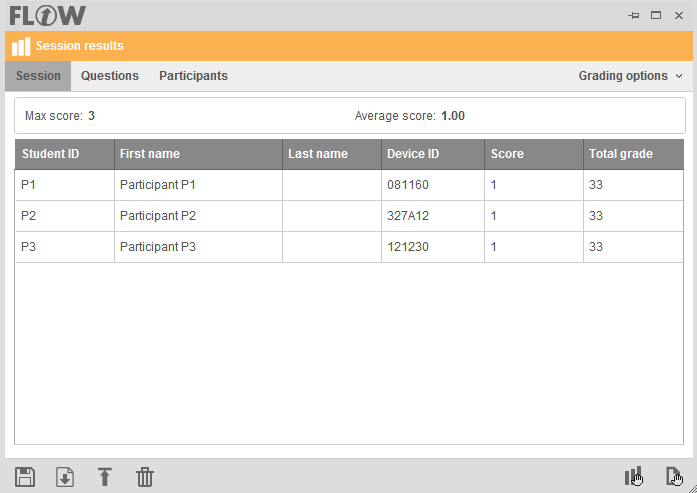 FLOW
Session results
Session Questions Participants Grading options
Max score: 3 Average score: 1.00
Student ID First name Last name Device ID Score Total grade
P1 Participant P1 081160 1 33
P2 Participant P2 327A12 1 33
P3 Participant P3 121230 1 33